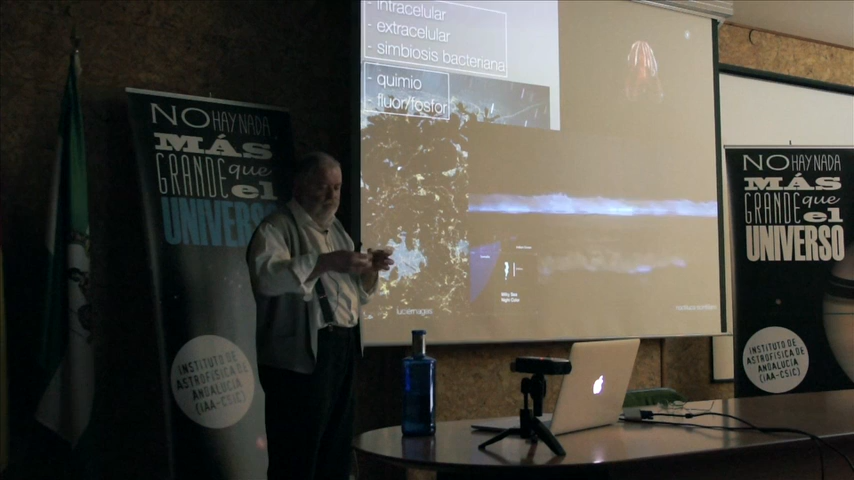 - intracelular
- extracelular
- simbiosis bacteriana
- quimio
- fluor/fosfor
lucernagas
NO HAY NADA
MÁS
GRANDE que
el
UNIVERSO
INSTITUTO DE
ASTROFÍSICA DE
ANDALUCÍA
(IAA-CSIC)
NO HAY NADA
MÁS
GRANDE que
el
UNIVERSO
INSTITUTO DE
ASTROFÍSICA DE
ANDALUCÍA
(IAA-CSIC)